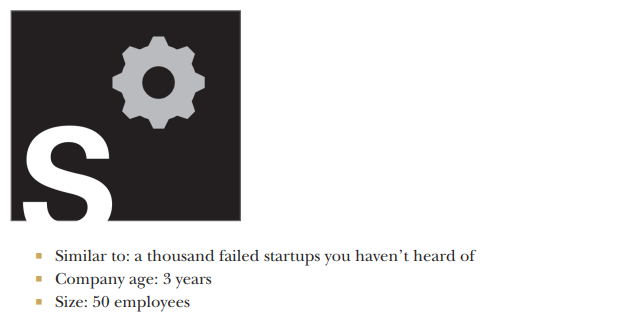 S
Similar to: a thousand failed startups you haven’t heard of
Company age: 3 years
Size: 50 employees